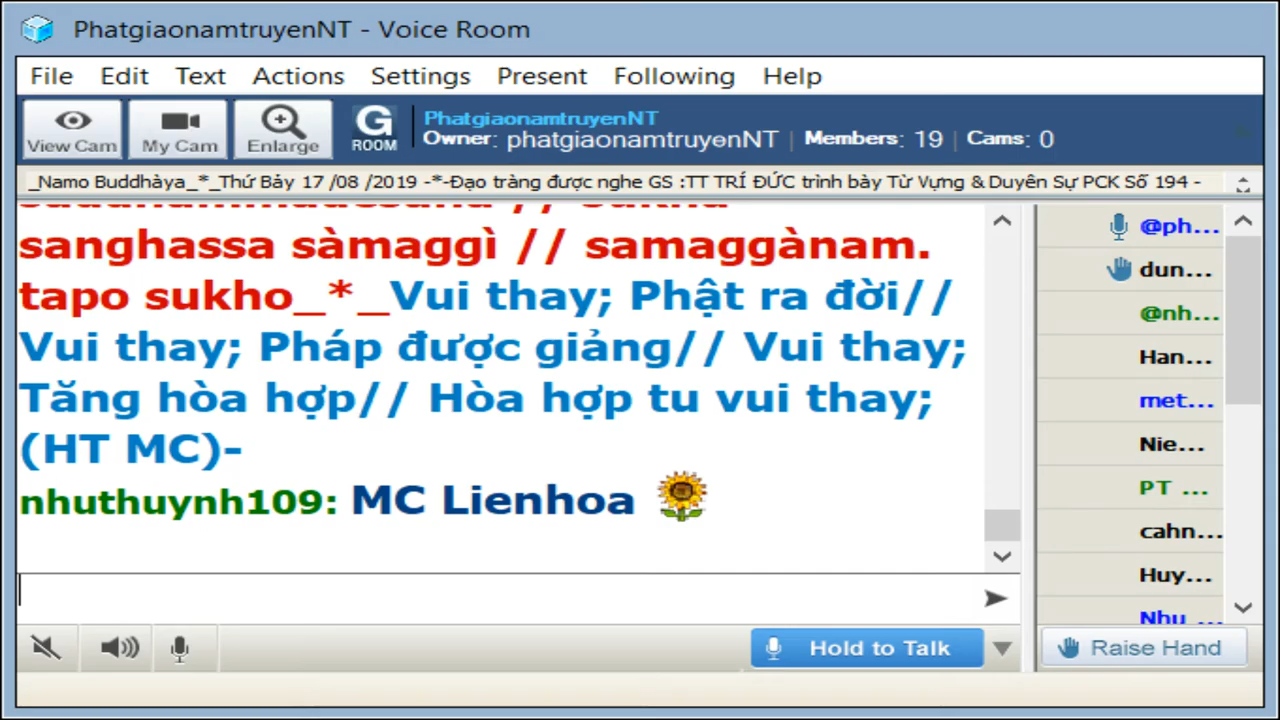 PhatgiaonamtruyenNT - Voice Room
File Edit Text Actions Settings Present Following Help
View Cam My Cam Enlarge G ROOM
PhatgiaonamtruyenNT
Owner: phatgiaonamtruyenNT | Members: 19 | Cams: 0
_Namo Buddhàya_*_Thứ Bảy 17 /08 /2019 -*-Đạo tràng được nghe GS :TT TRÍ ĐỨC trình bày Từ Vựng & Duyên Sự PCK Số 194 -
sanghassa sàmaggì // samaggànam.
tapo sukho_*_Vui thay; Phật ra đời//
Vui thay; Pháp được giảng// Vui thay;
Tăng hòa hợp// Hòa hợp tu vui thay;
(HT MC)-
nhuthuynh109: MC Lienhoa
@ph...
dun...
@nh...
Han...
met...
Nie...
PT ...
cahn...
Huy...
Nhu ...
Hold to Talk
Raise Hand